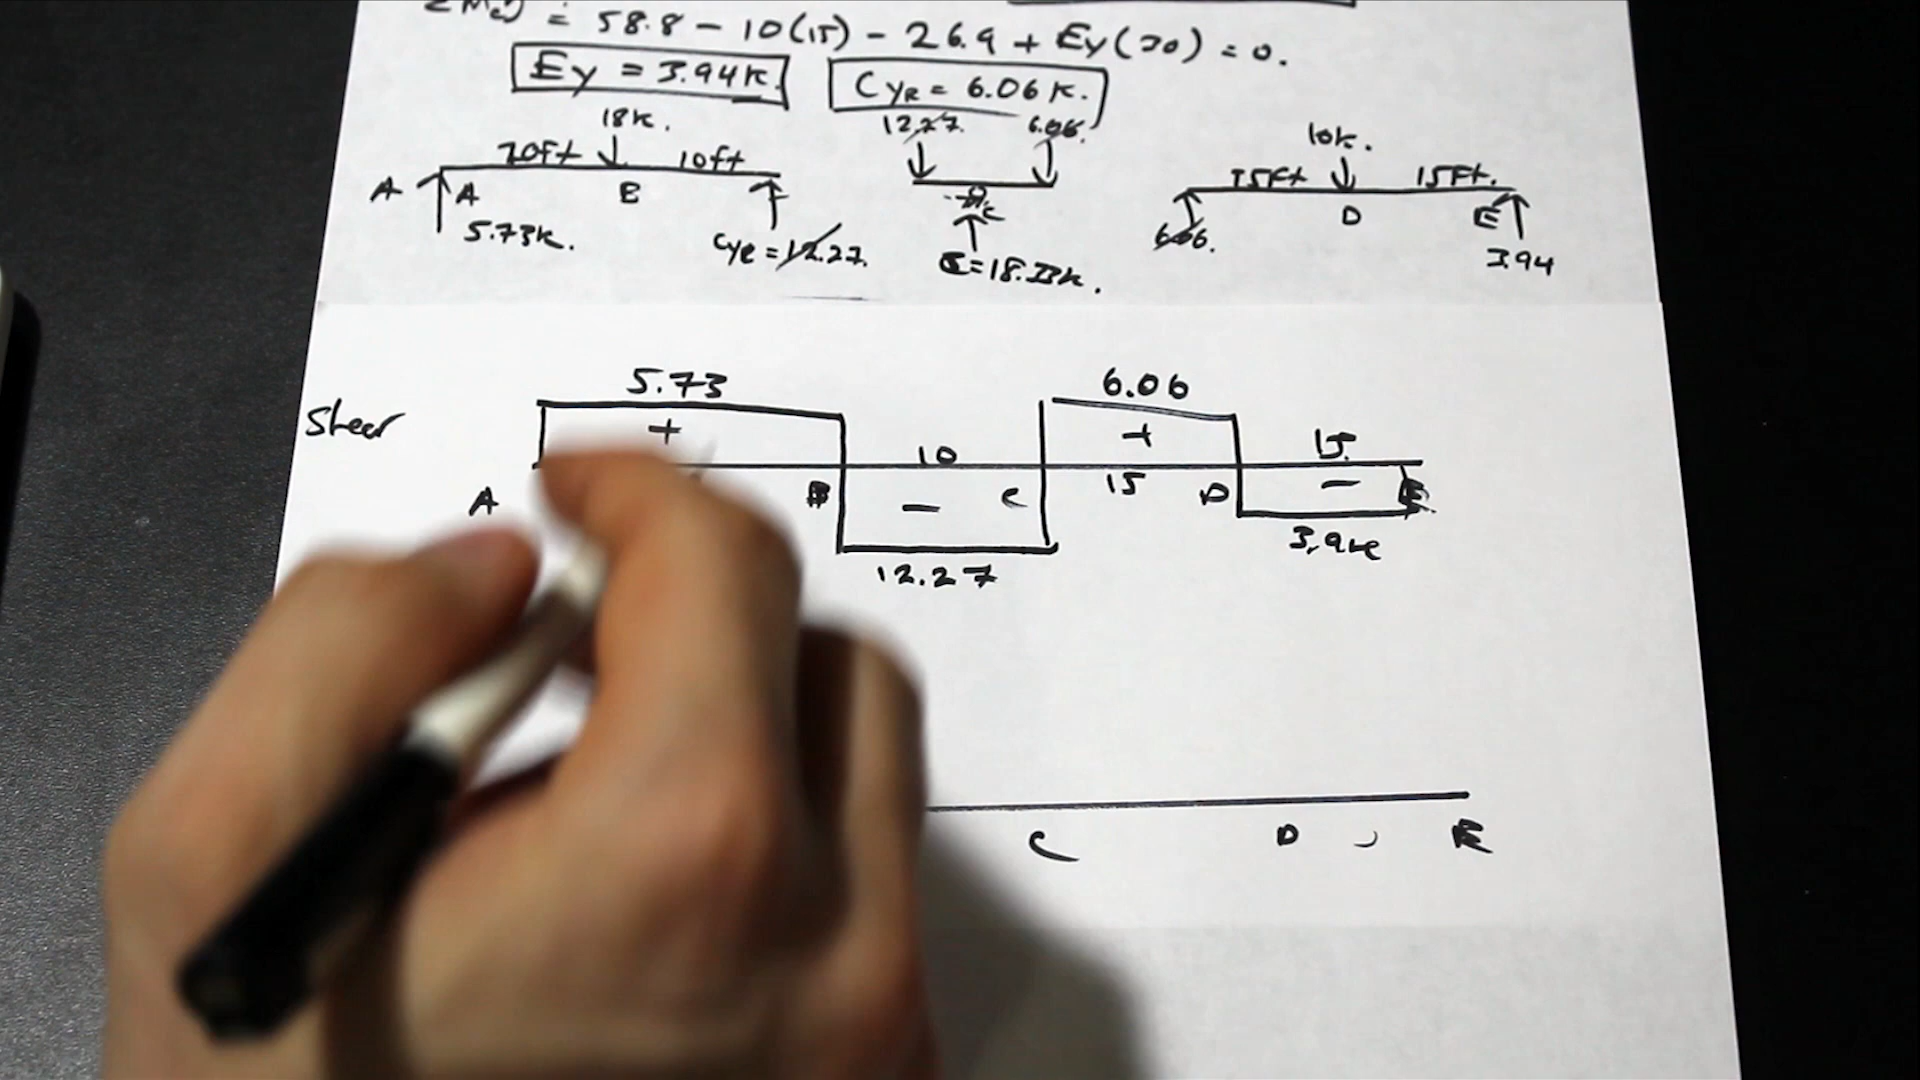 = 58.8 - 10(15) - 26.9 + Ey(30) = 0.
Ey = 3.94k. CyR = 6.06 k.
18k. 12.27. 6.06. 10k.
20ft 10ft 15ft 15ft.
A A B C D E
5.73k. Cye = 12.27. C=18.33k. 6.06. 3.94
5.73 6.06
Shear + + 15
10
A B - C 15 D - E
12.27 3.94k
C D E